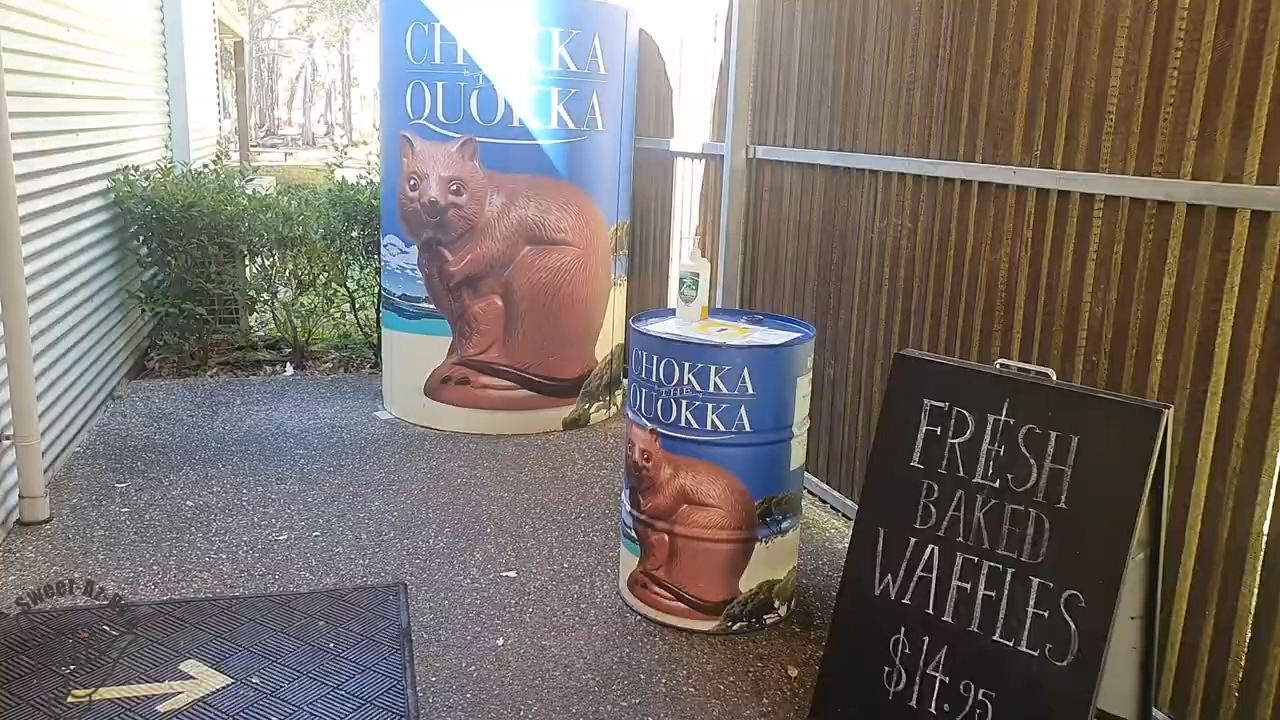 CHOKKA
THE
QUOKKA
CHOKKA
THE
QUOKKA
FRESH
BAKED
WAFFLES
$14.95